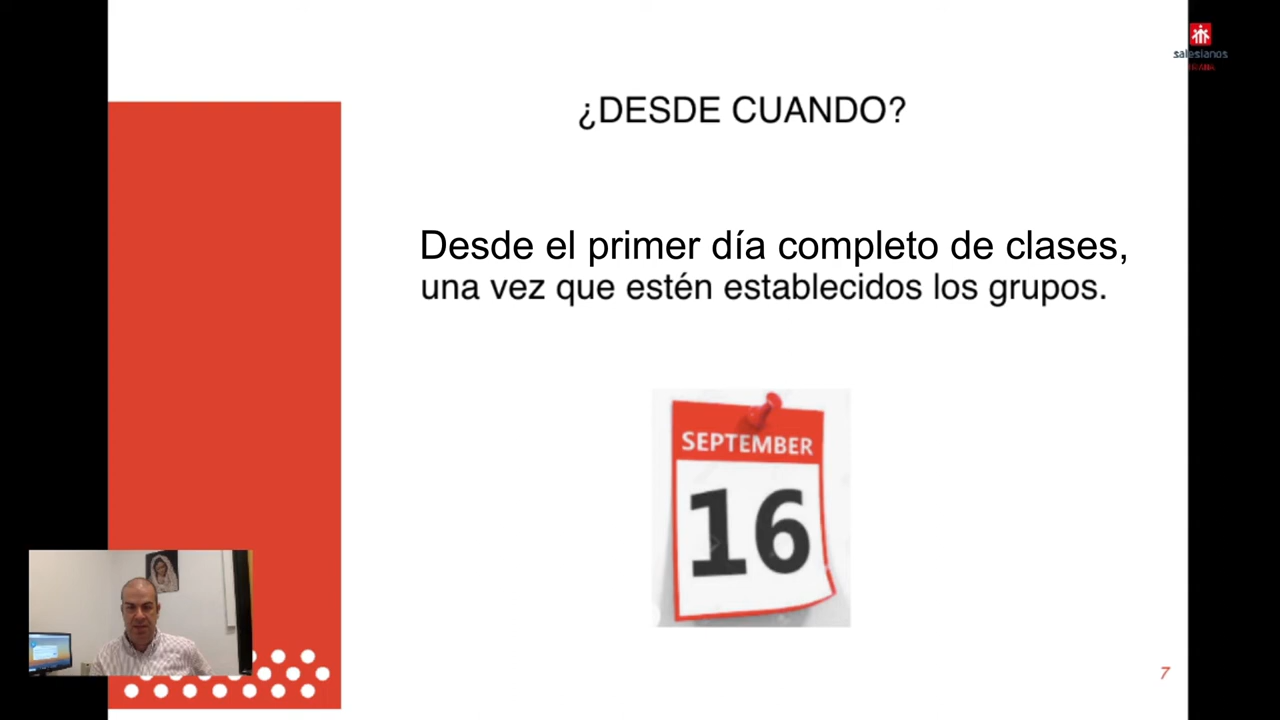 salesianos
TRIANA
¿DESDE CUANDO?
Desde el primer día completo de clases,
una vez que estén establecidos los grupos.
SEPTEMBER
16
7